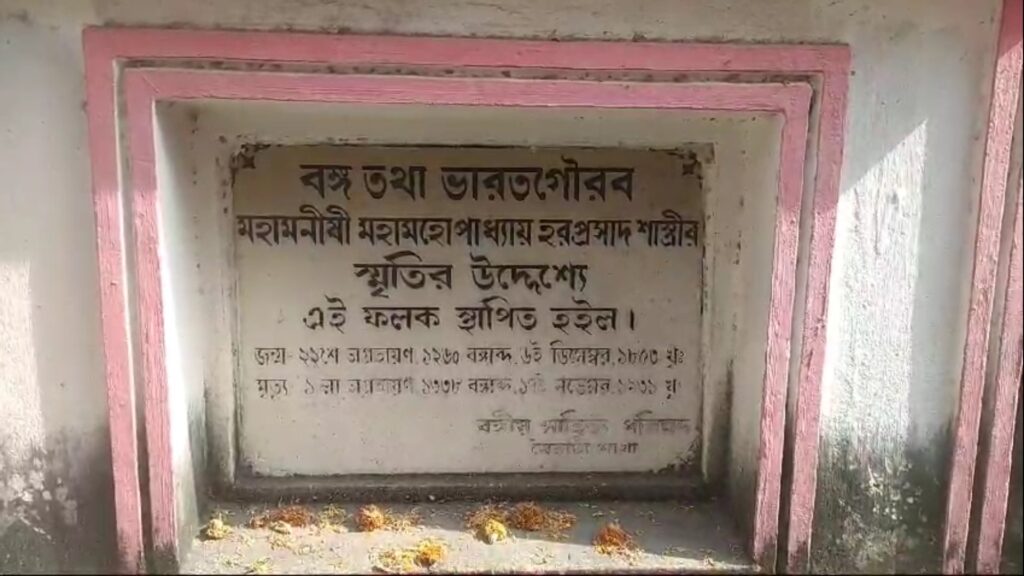 বঙ্গ তথা ভারতগৌরব
মহামনীষী মহামহোপাধ্যায় হরপ্রসাদ শাস্ত্রীর
স্মৃতির উদ্দেশ্যে
এই ফলক স্থাপিত হইল।
জন্ম- ২২শে অগ্রহায়ণ, ১২৬০ বঙ্গাব্দ, ৬ই ডিসেম্বর, ১৮৫৩ খৃঃ
মৃত্যু ১লা অগ্রহায়ণ, ১৩৩৮ বঙ্গাব্দ, ১৭ই নভেম্বর, ১৯৩১ খৃঃ
বঙ্গীয় সাহিত্য পরিষদ
নৈহাটী শাখা